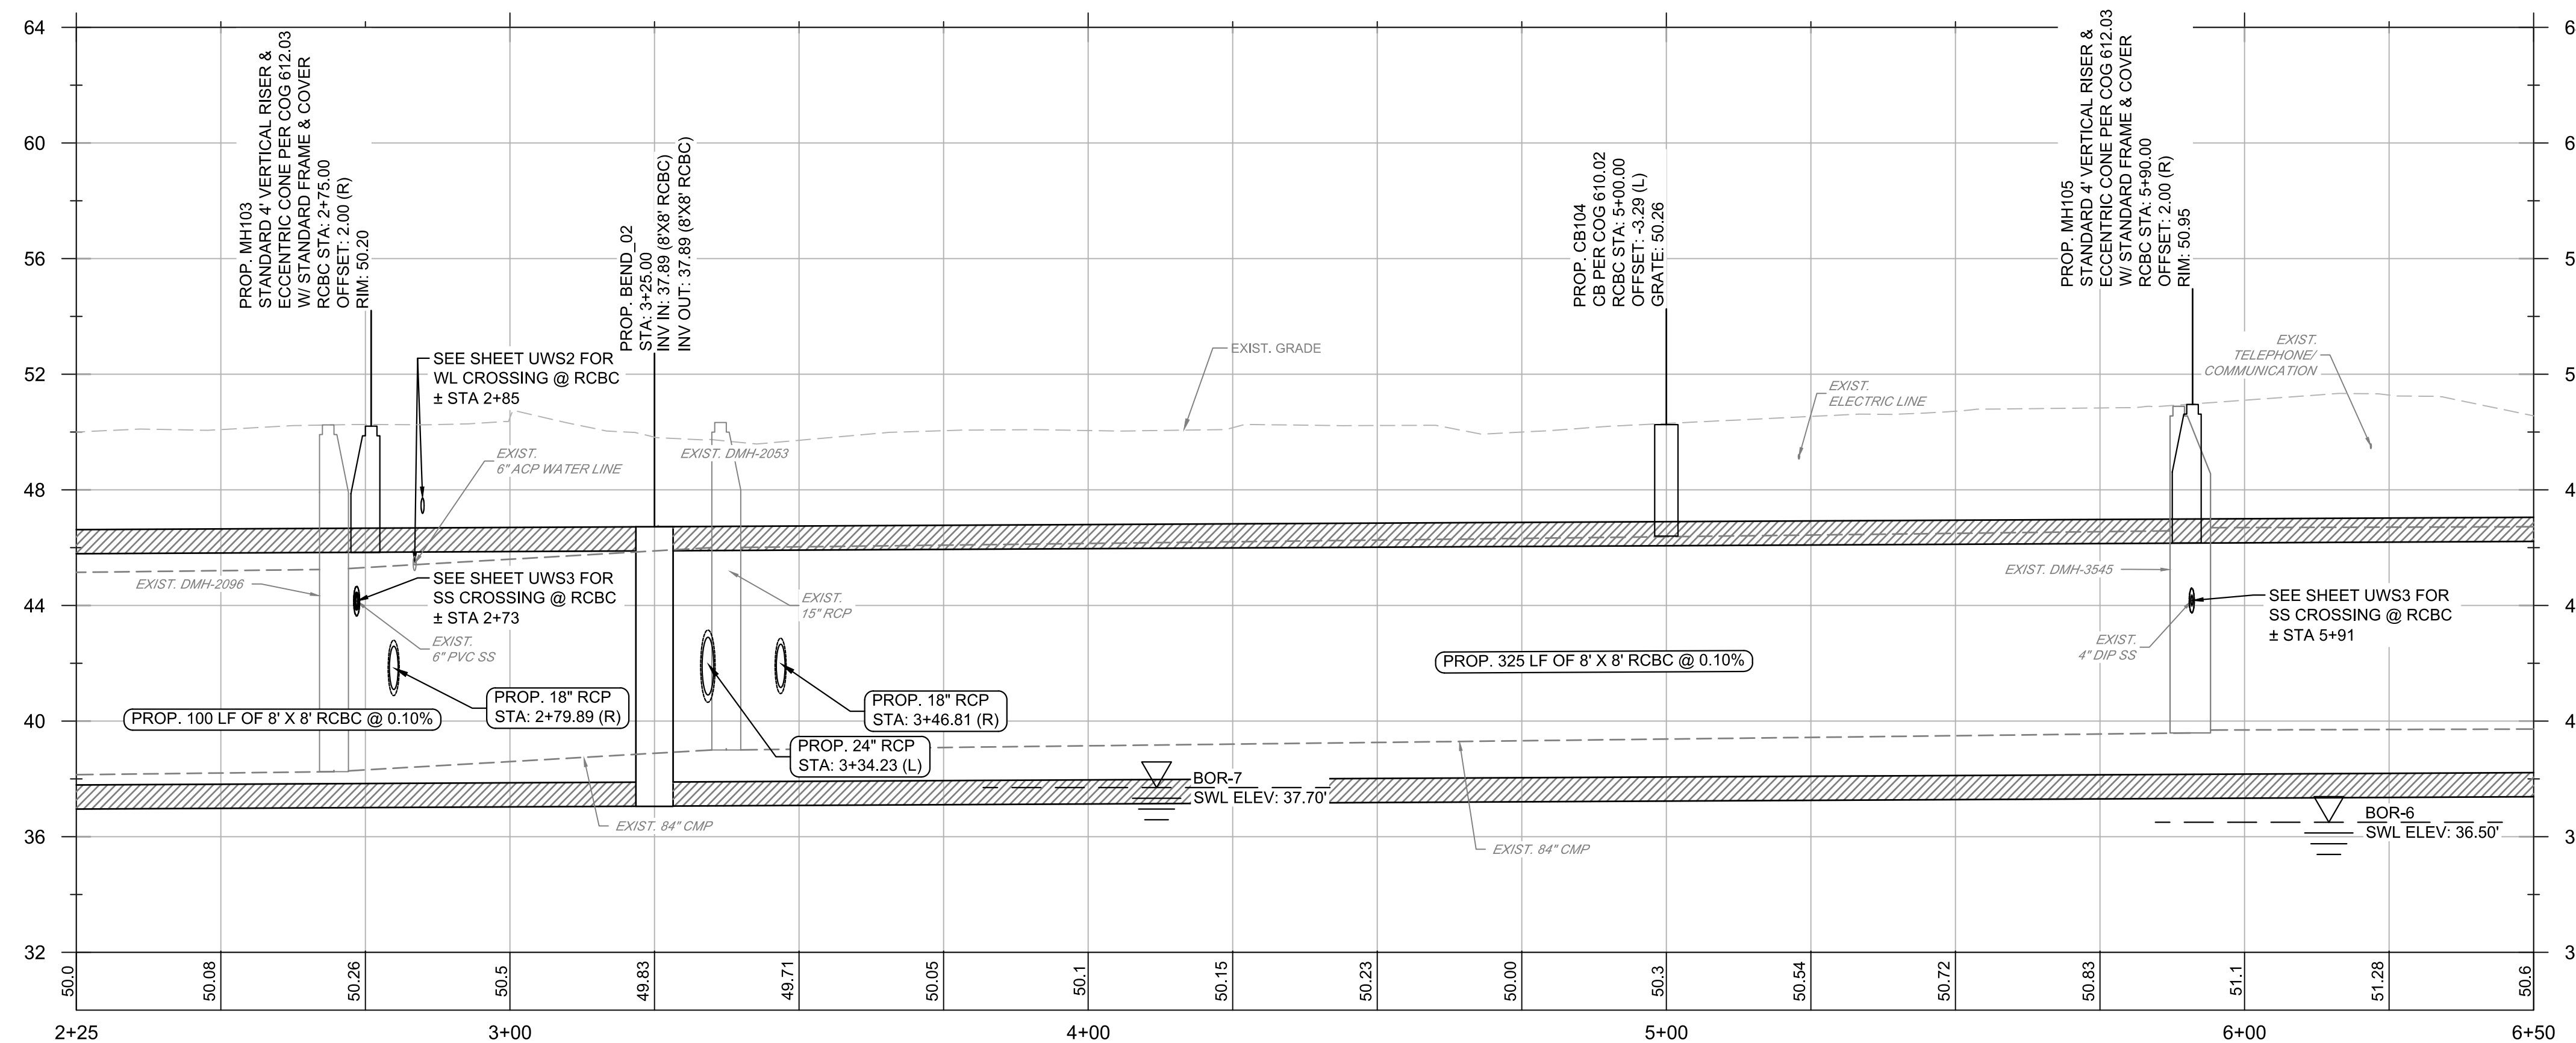 64
60
56
52
48
44
40
36
32
PROP. MH103
STANDARD 4' VERTICAL RISER &
ECCENTRIC CONE PER COG 612.03
W/ STANDARD FRAME & COVER
RCBC STA: 2+75.00
OFFSET: 2.00 (R)
RIM: 50.20
PROP. BEND_02
STA: 3+25.00
INV IN: 37.89 (8'X8' RCBC)
INV OUT: 37.89 (8'X8' RCBC)
PROP. CB104
CB PER COG 610.02
RCBC STA: 5+00.00
OFFSET: -3.29 (L)
GRATE: 50.26
PROP. MH105
STANDARD 4' VERTICAL RISER &
ECCENTRIC CONE PER COG 612.03
W/ STANDARD FRAME & COVER
RCBC STA: 5+90.00
OFFSET: 2.00 (R)
RIM: 50.95
SEE SHEET UWS2 FOR
WL CROSSING @ RCBC
± STA 2+85
EXIST. GRADE
EXIST.
TELEPHONE/
COMMUNICATION
EXIST.
ELECTRIC LINE
EXIST.
6" ACP WATER LINE
EXIST. DMH-2053
EXIST. DMH-2096
SEE SHEET UWS3 FOR
SS CROSSING @ RCBC
± STA 2+73
EXIST.
6" PVC SS
EXIST.
15" RCP
EXIST. DMH-3545
SEE SHEET UWS3 FOR
SS CROSSING @ RCBC
± STA 5+91
EXIST.
4" DIP SS
PROP. 325 LF OF 8' X 8' RCBC @ 0.10%
PROP. 100 LF OF 8' X 8' RCBC @ 0.10%
PROP. 18" RCP
STA: 2+79.89 (R)
PROP. 18" RCP
STA: 3+46.81 (R)
PROP. 24" RCP
STA: 3+34.23 (L)
BOR-7
SWL ELEV: 37.70'
BOR-6
SWL ELEV: 36.50'
EXIST. 84" CMP
EXIST. 84" CMP
50.0
50.08
50.26
50.5
49.83
49.71
50.05
50.1
50.15
50.23
50.00
50.3
50.54
50.72
50.83
51.1
51.28
50.6
2+25
3+00
4+00
5+00
6+00
6+50